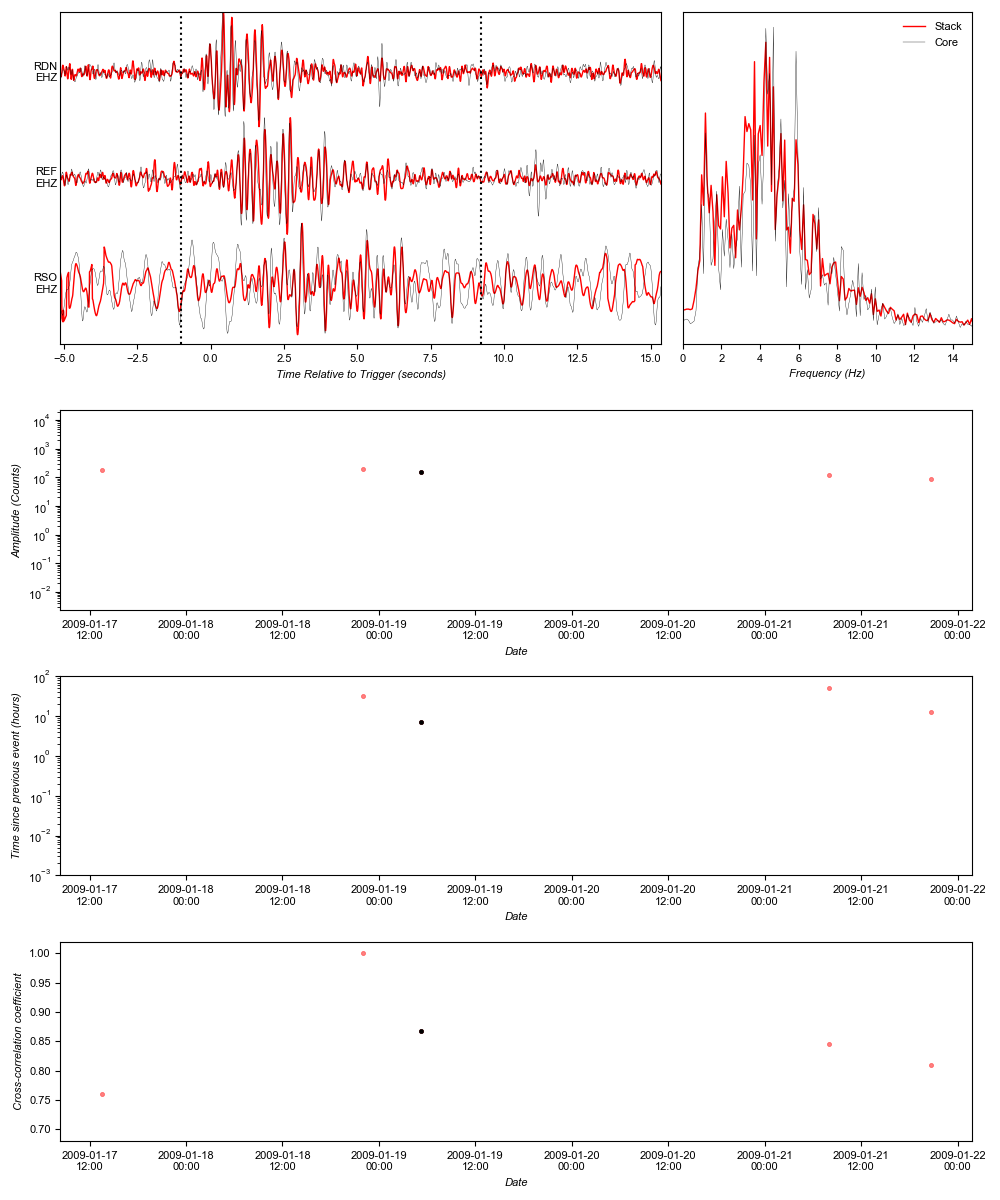 RDN
EHZ
REF
EHZ
RSO
EHZ
−5.0 −2.5 0.0 2.5 5.0 7.5 10.0 12.5 15.0
Time Relative to Trigger (seconds)
Stack
Core
0 2 4 6 8 10 12 14
Frequency (Hz)
Amplitude (Counts)
10⁴
10³
10²
10¹
10⁰
10⁻¹
10⁻²
2009-01-17 2009-01-18 2009-01-18 2009-01-19 2009-01-19 2009-01-20 2009-01-20 2009-01-21 2009-01-21 2009-01-22
12:00 00:00 12:00 00:00 12:00 00:00 12:00 00:00 12:00 00:00
Date
Time since previous event (hours)
10²
10¹
10⁰
10⁻¹
10⁻²
10⁻³
2009-01-17 2009-01-18 2009-01-18 2009-01-19 2009-01-19 2009-01-20 2009-01-20 2009-01-21 2009-01-21 2009-01-22
12:00 00:00 12:00 00:00 12:00 00:00 12:00 00:00 12:00 00:00
Date
Cross-correlation coefficient
1.00
0.95
0.90
0.85
0.80
0.75
0.70
2009-01-17 2009-01-18 2009-01-18 2009-01-19 2009-01-19 2009-01-20 2009-01-20 2009-01-21 2009-01-21 2009-01-22
12:00 00:00 12:00 00:00 12:00 00:00 12:00 00:00 12:00 00:00
Date